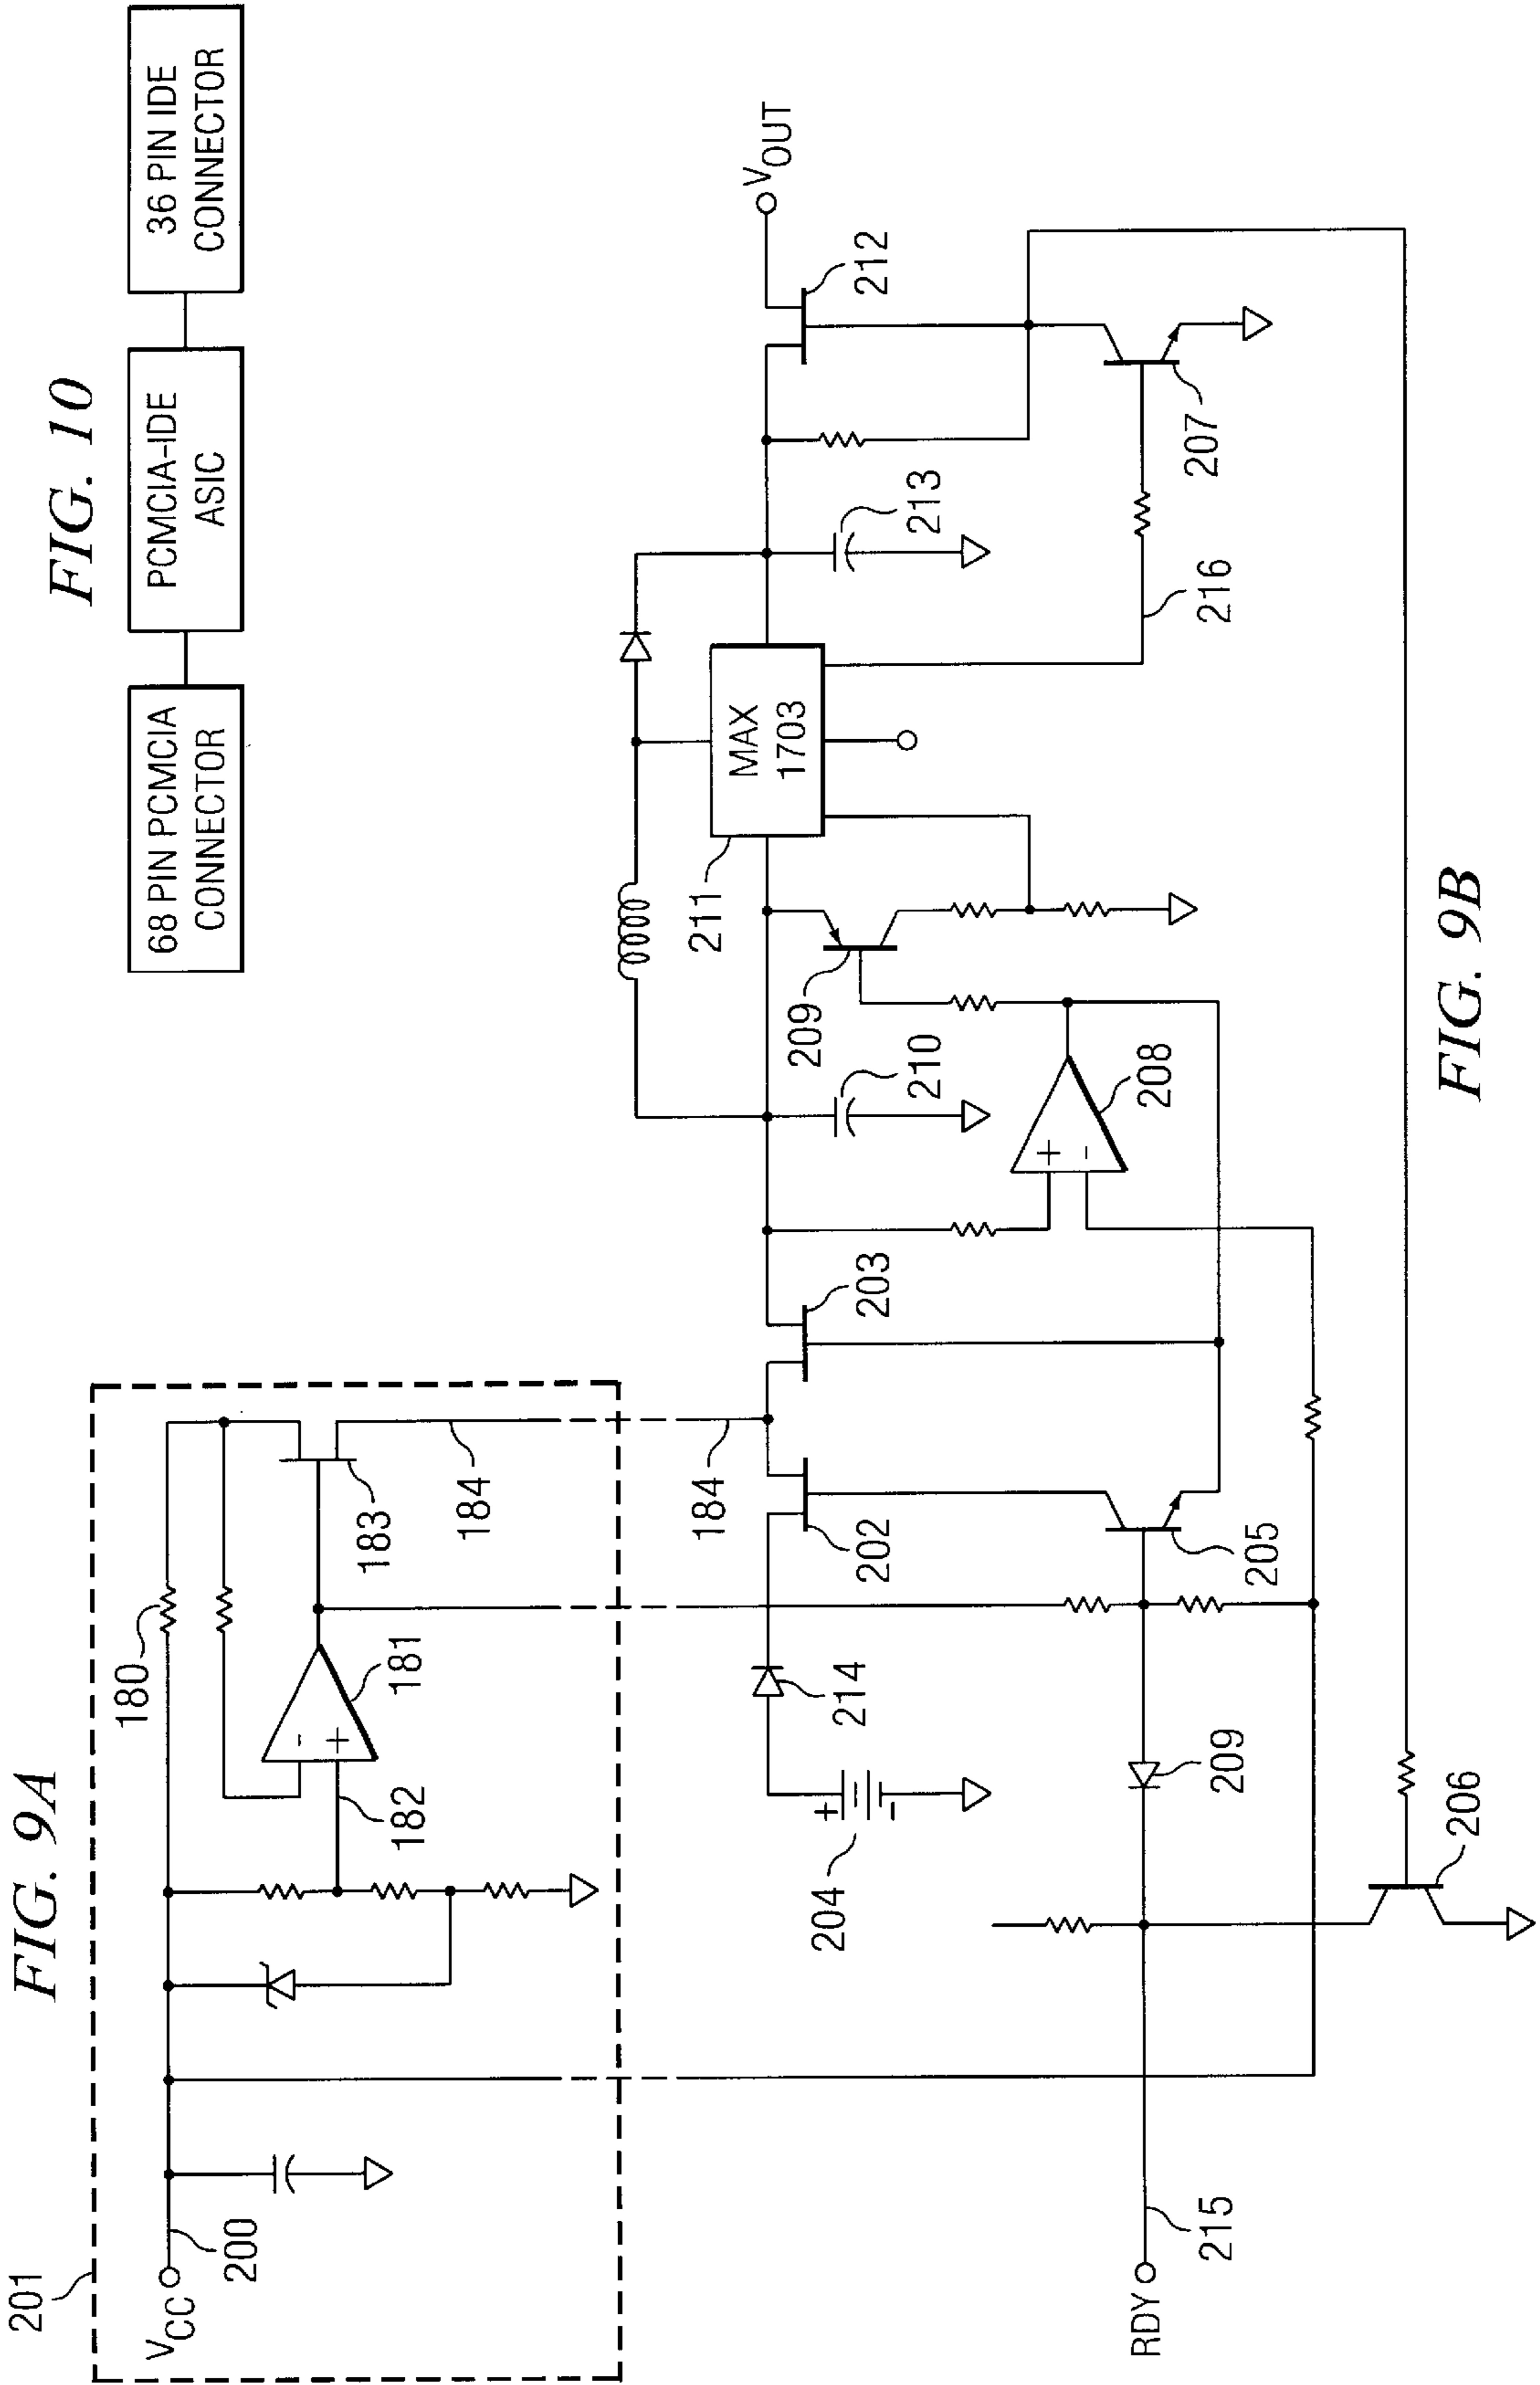 FIG. 10
68 PIN PCMCIA
CONNECTOR
PCMCIA-IDE
ASIC
36 PIN IDE
CONNECTOR
FIG. 9A
201
VCC
200
180
182
-
+
181
183
184
184
FIG. 9B
204
+
-
214
202
203
205
209
RDY
215
206
+
-
208
210
209
211
MAX
1703
213
216
207
212
VOUT